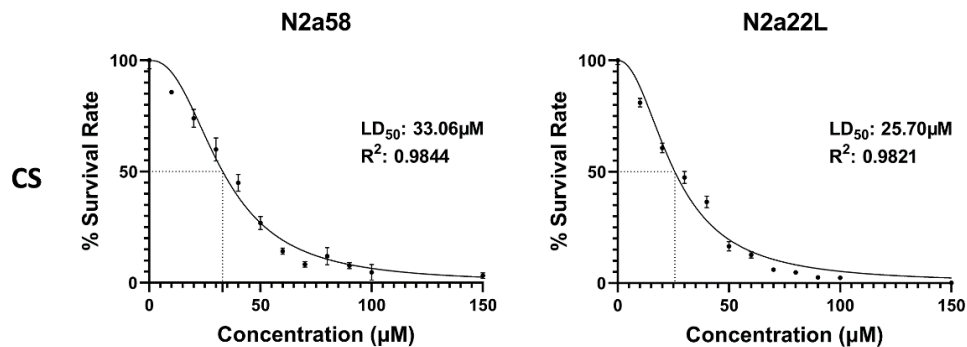 N2a58
N2a22L
CS
% Survival Rate
100
50
0
LD50: 33.06µM
R2: 0.9844
0
50
100
150
Concentration (µM)
% Survival Rate
100
50
0
LD50: 25.70µM
R2: 0.9821
0
50
100
150
Concentration (µM)